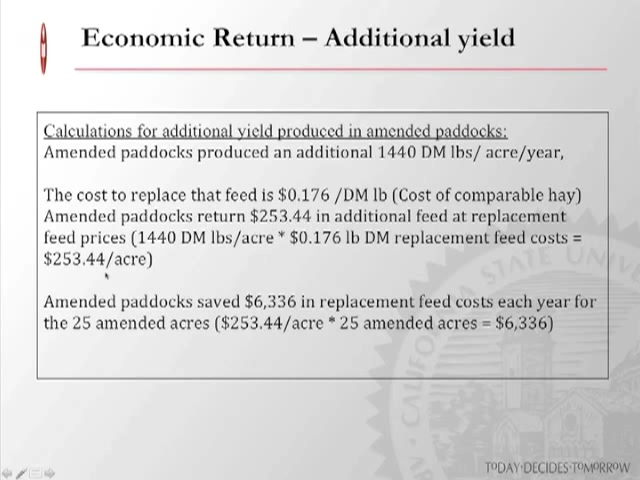 Economic Return – Additional yield
Calculations for additional yield produced in amended paddocks:
Amended paddocks produced an additional 1440 DM lbs/ acre/year,
The cost to replace that feed is $0.176 /DM lb (Cost of comparable hay)
Amended paddocks return $253.44 in additional feed at replacement
feed prices (1440 DM lbs/acre * $0.176 lb DM replacement feed costs =
$253.44/acre)
Amended paddocks saved $6,336 in replacement feed costs each year for
the 25 amended acres ($253.44/acre * 25 amended acres = $6,336)
CALIFORNIA STATE UNIV
TODAY·DECIDES·TOMORROW